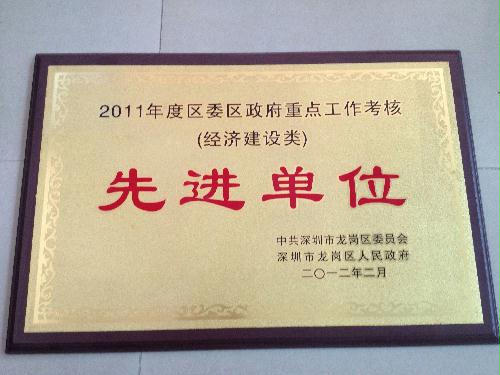 2011年度区委区政府重点工作考核
(经济建设类)
先进单位
中共深圳市龙岗区委员会
深圳市龙岗区人民政府
二〇一二年二月